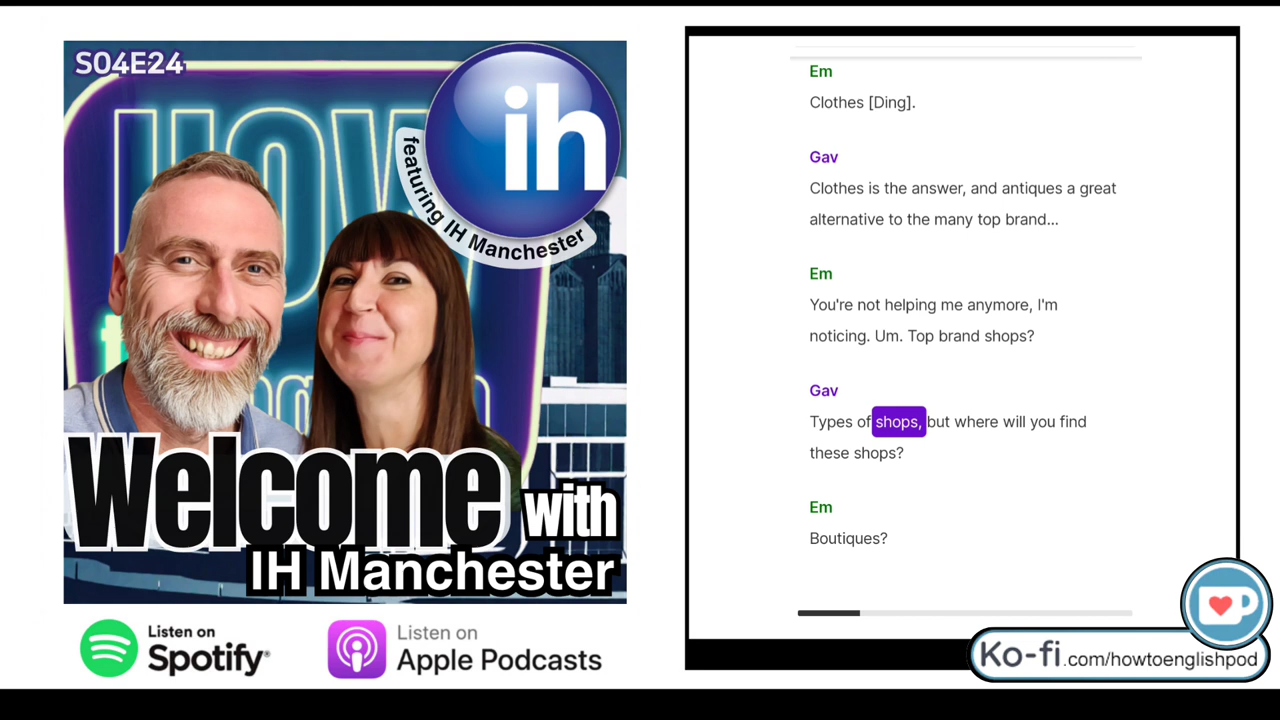 S04E24
HOW
ih
featuring IH Manchester
Welcome with
IH Manchester
Listen on
Spotify
Listen on
Apple Podcasts
Em
Clothes [Ding].
Gav
Clothes is the answer, and antiques a great
alternative to the many top brand...
Em
You're not helping me anymore, I'm
noticing. Um. Top brand shops?
Gav
Types of shops, but where will you find
these shops?
Em
Boutiques?
Ko-fi.com/howtoenglishpod